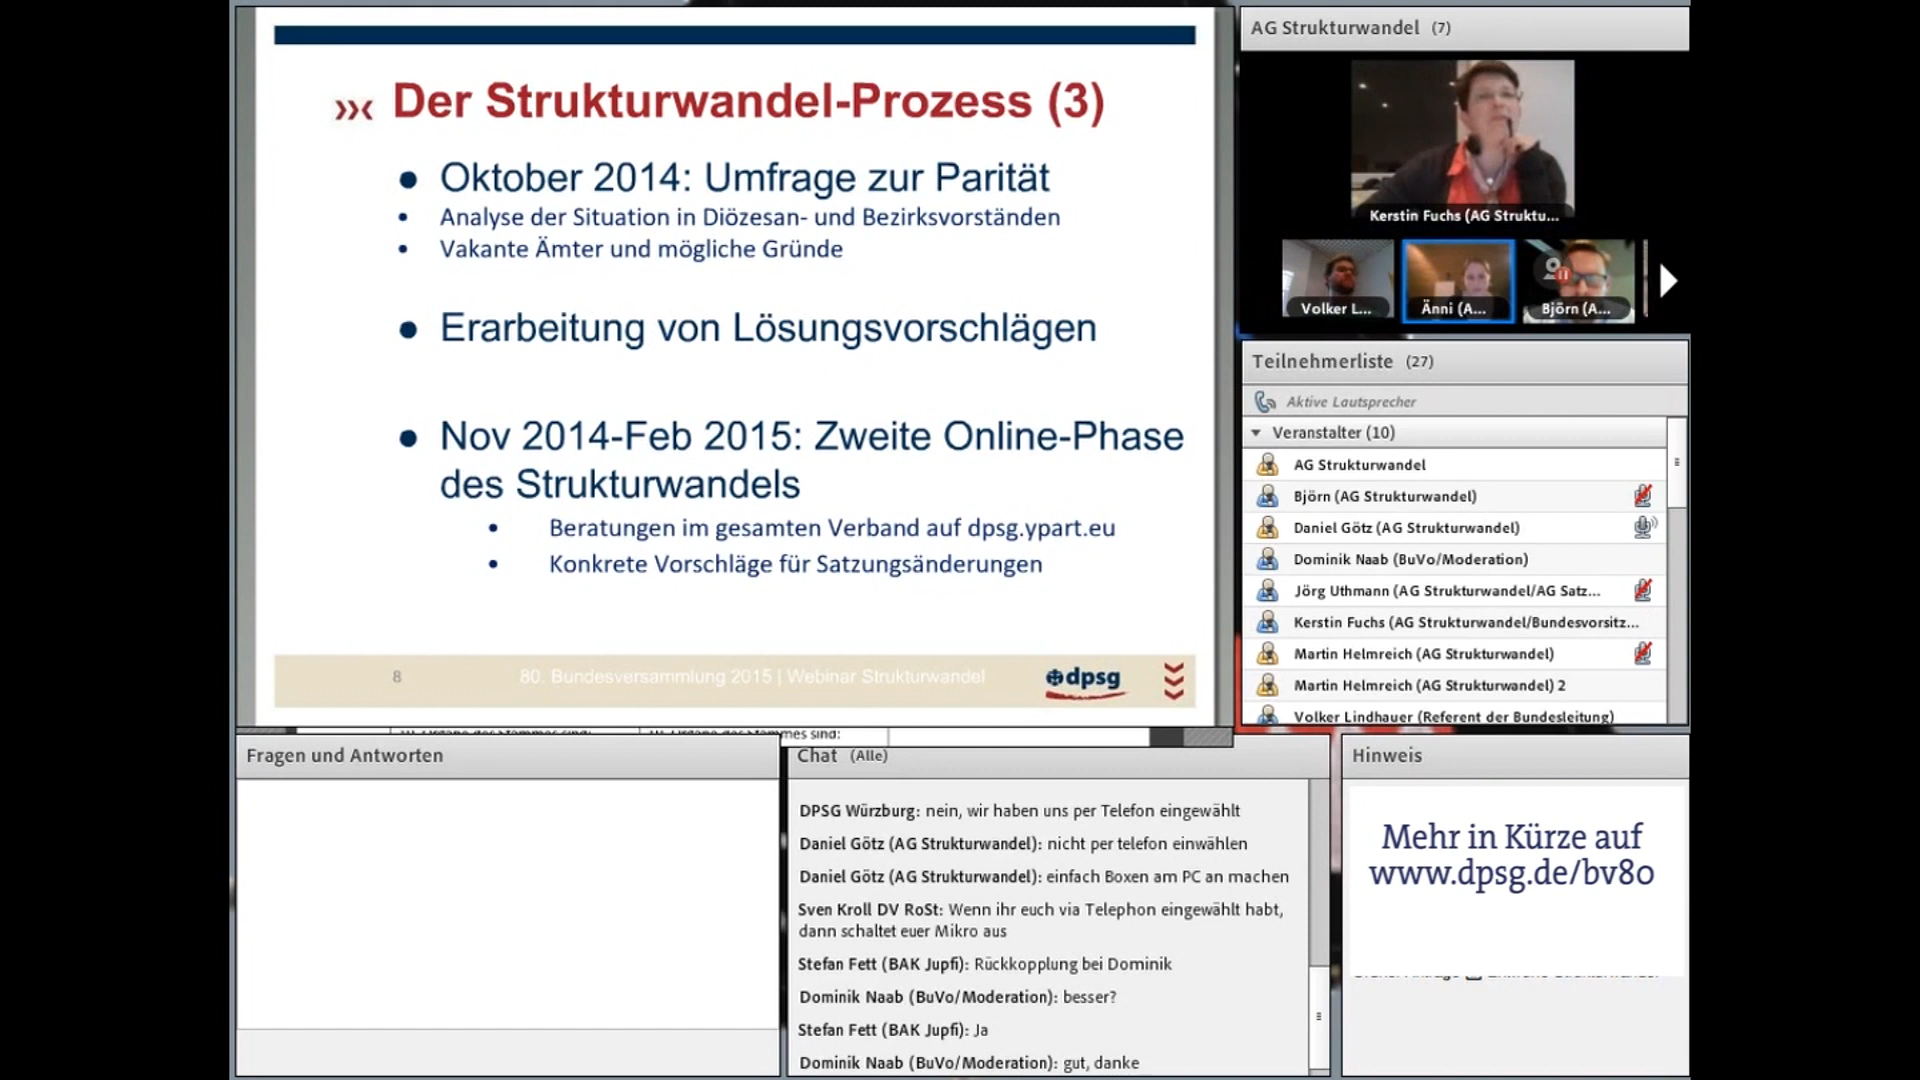 Der Strukturwandel-Prozess (3)
Oktober 2014: Umfrage zur Parität
Analyse der Situation in Diözesan- und Bezirksvorständen
Vakante Ämter und mögliche Gründe
Erarbeitung von Lösungsvorschlägen
Nov 2014-Feb 2015: Zweite Online-Phase
des Strukturwandels
Beratungen im gesamten Verband auf dpsg.ypart.eu
Konkrete Vorschläge für Satzungsänderungen
8
80. Bundesversammlung 2015 | Webinar Strukturwandel
dpsg
AG Strukturwandel (7)
Kerstin Fuchs (AG Struktu...
Volker L...
Änni (A...
Björn (A...
Teilnehmerliste (27)
Aktive Lautsprecher
Veranstalter (10)
AG Strukturwandel
Björn (AG Strukturwandel)
Daniel Götz (AG Strukturwandel)
Dominik Naab (BuVo/Moderation)
Jörg Uthmann (AG Strukturwandel/AG Satz...
Kerstin Fuchs (AG Strukturwandel/Bundesvorsitz...
Martin Helmreich (AG Strukturwandel)
Martin Helmreich (AG Strukturwandel) 2
Volker Lindhauer (Referent der Bundesleitung)
Fragen und Antworten
Chat (Alle)
DPSG Würzburg: nein, wir haben uns per Telefon eingewählt
Daniel Götz (AG Strukturwandel): nicht per telefon einwählen
Daniel Götz (AG Strukturwandel): einfach Boxen am PC an machen
Sven Kroll DV RoSt: Wenn ihr euch via Telephon eingewählt habt,
dann schaltet euer Mikro aus
Stefan Fett (BAK Jupfi): Rückkopplung bei Dominik
Dominik Naab (BuVo/Moderation): besser?
Stefan Fett (BAK Jupfi): Ja
Dominik Naab (BuVo/Moderation): gut, danke
Hinweis
Mehr in Kürze auf
www.dpsg.de/bv80